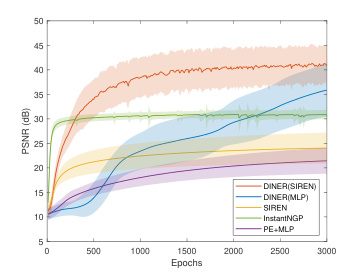 50
45
40
35
30
25
20
15
10
5
PSNR (dB)
0 500 1000 1500 2000 2500 3000
Epochs
DINER(SIREN)
DINER(MLP)
SIREN
InstantNGP
PE+MLP